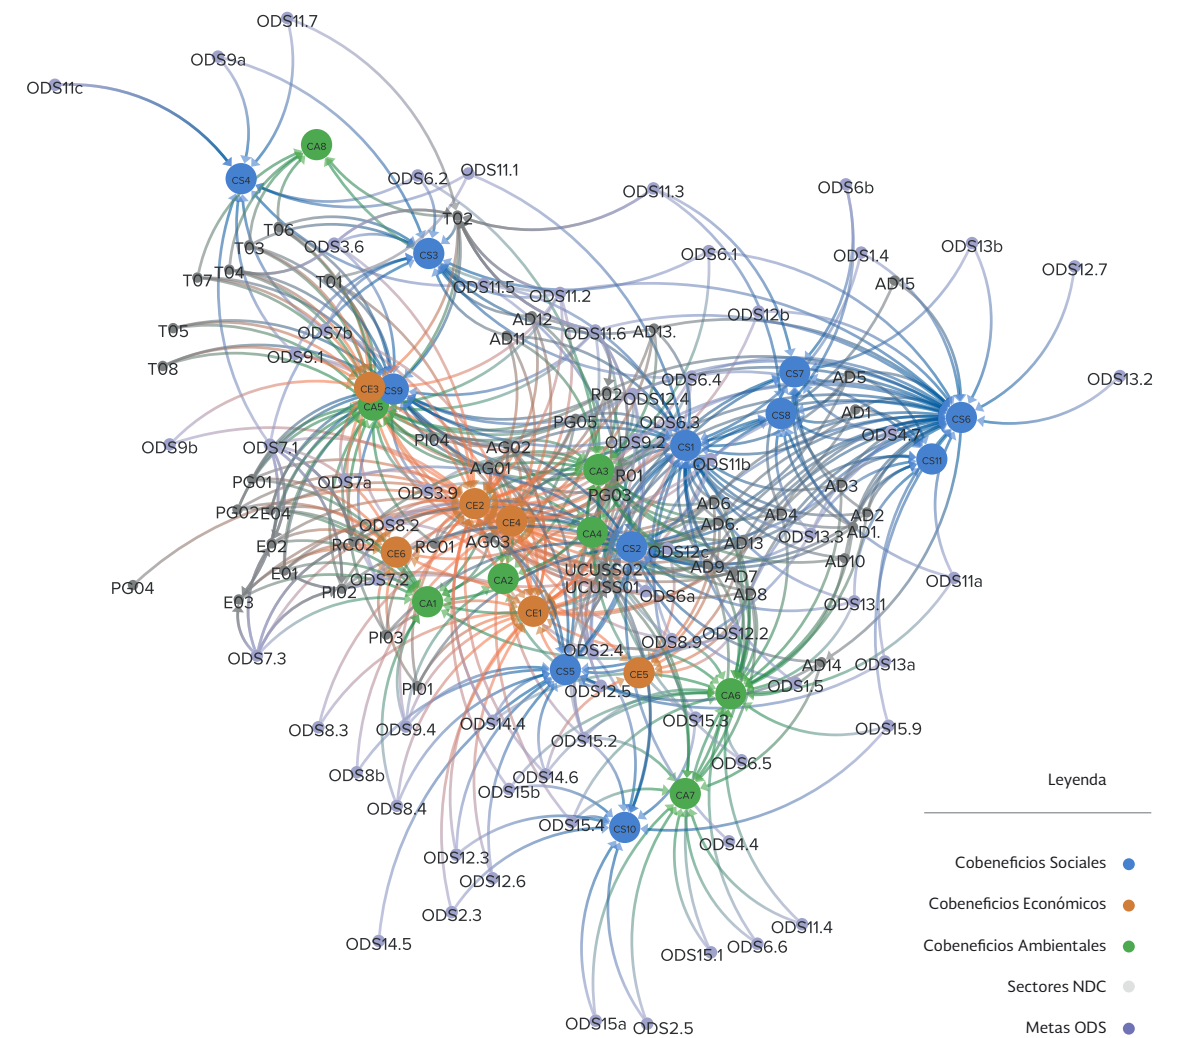 ODS11.7
ODS9a
ODS11c
CA8
CS4
ODS6.2
ODS11.1
ODS11.3
ODS6b
T02
T06
T03
ODS3.6
CS3
ODS6.1
ODS1.4
ODS13b
ODS12.7
T07
T04
T01
ODS11.5
ODS11.2
AD15
T05
ODS7b
AD12
AD11
ODS11.6
AD13.
ODS12b
T08
ODS9.1
CE3
CS9
CA5
R02
ODS12.4
ODS6.4
CS7
AD5
ODS13.2
PG05
ODS6.3
CS8
AD1
CS6
ODS4.7
ODS9b
ODS7.1
PI04
AG02
ODS9.2
CS1
CS11
AG01
CA3
R01
ODS11b
PG01
ODS7a
ODS3.9
PG03
AD3
PG02
E04
CE2
CE4
AD6
AD4
AD2
ODS8.2
AD6.
AD1.
E02
RC02
CE6
RC01
AG03
CA4
CS2
ODS12c
AD13
ODS13.3
PG04
E01
ODS7.2
CA2
UCUSS02
AD9
AD7
AD10
ODS11a
E03
PI02
CA1
CE1
UCUSS01
ODS6a
AD8
ODS13.1
PI03
ODS7.3
ODS2.4
ODS8.9
ODS12.2
CS5
CE5
AD14
ODS13a
PI01
ODS12.5
CA6
ODS1.5
ODS8.3
ODS9.4
ODS14.4
ODS15.3
ODS15.9
ODS15.2
ODS8b
ODS14.6
ODS6.5
ODS15b
CA7
Leyenda
ODS8.4
ODS15.4
CS10
ODS4.4
ODS12.3
Cobeneficios Sociales
ODS12.6
Cobeneficios Económicos
ODS2.3
ODS11.4
ODS14.5
ODS15.1
ODS6.6
Cobeneficios Ambientales
Sectores NDC
ODS15a
ODS2.5
Metas ODS